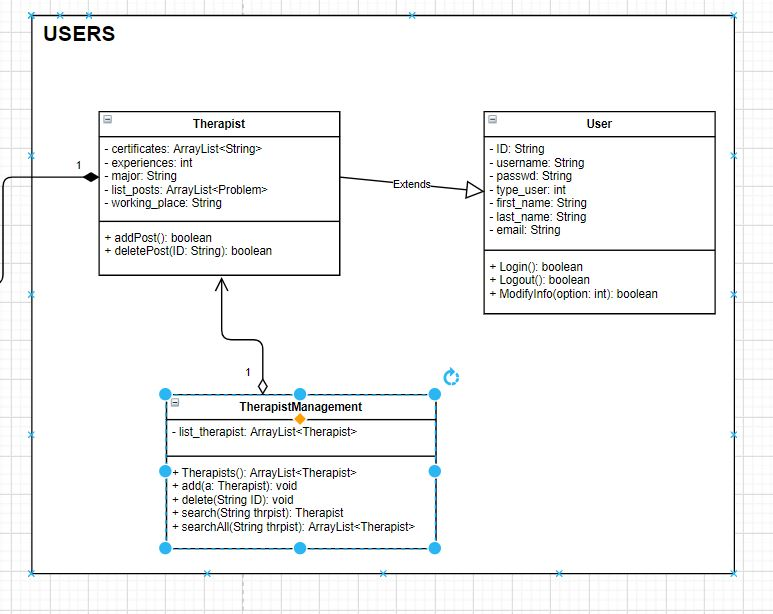 USERS
Therapist
- certificates: ArrayList<String>
- experiences: int
- major: String
- list_posts: ArrayList<Problem>
- working_place: String
+ addPost(): boolean
+ deletePost(ID: String): boolean
1
Extends
User
- ID: String
- username: String
- passwd: String
- type_user: int
- first_name: String
- last_name: String
- email: String
+ Login(): boolean
+ Logout(): boolean
+ ModifyInfo(option: int): boolean
1
TherapistManagement
- list_therapist: ArrayList<Therapist>
+ Therapists(): ArrayList<Therapist>
+ add(a: Therapist): void
+ delete(String ID): void
+ search(String thrpist): Therapist
+ searchAll(String thrpist): ArrayList<Therapist>